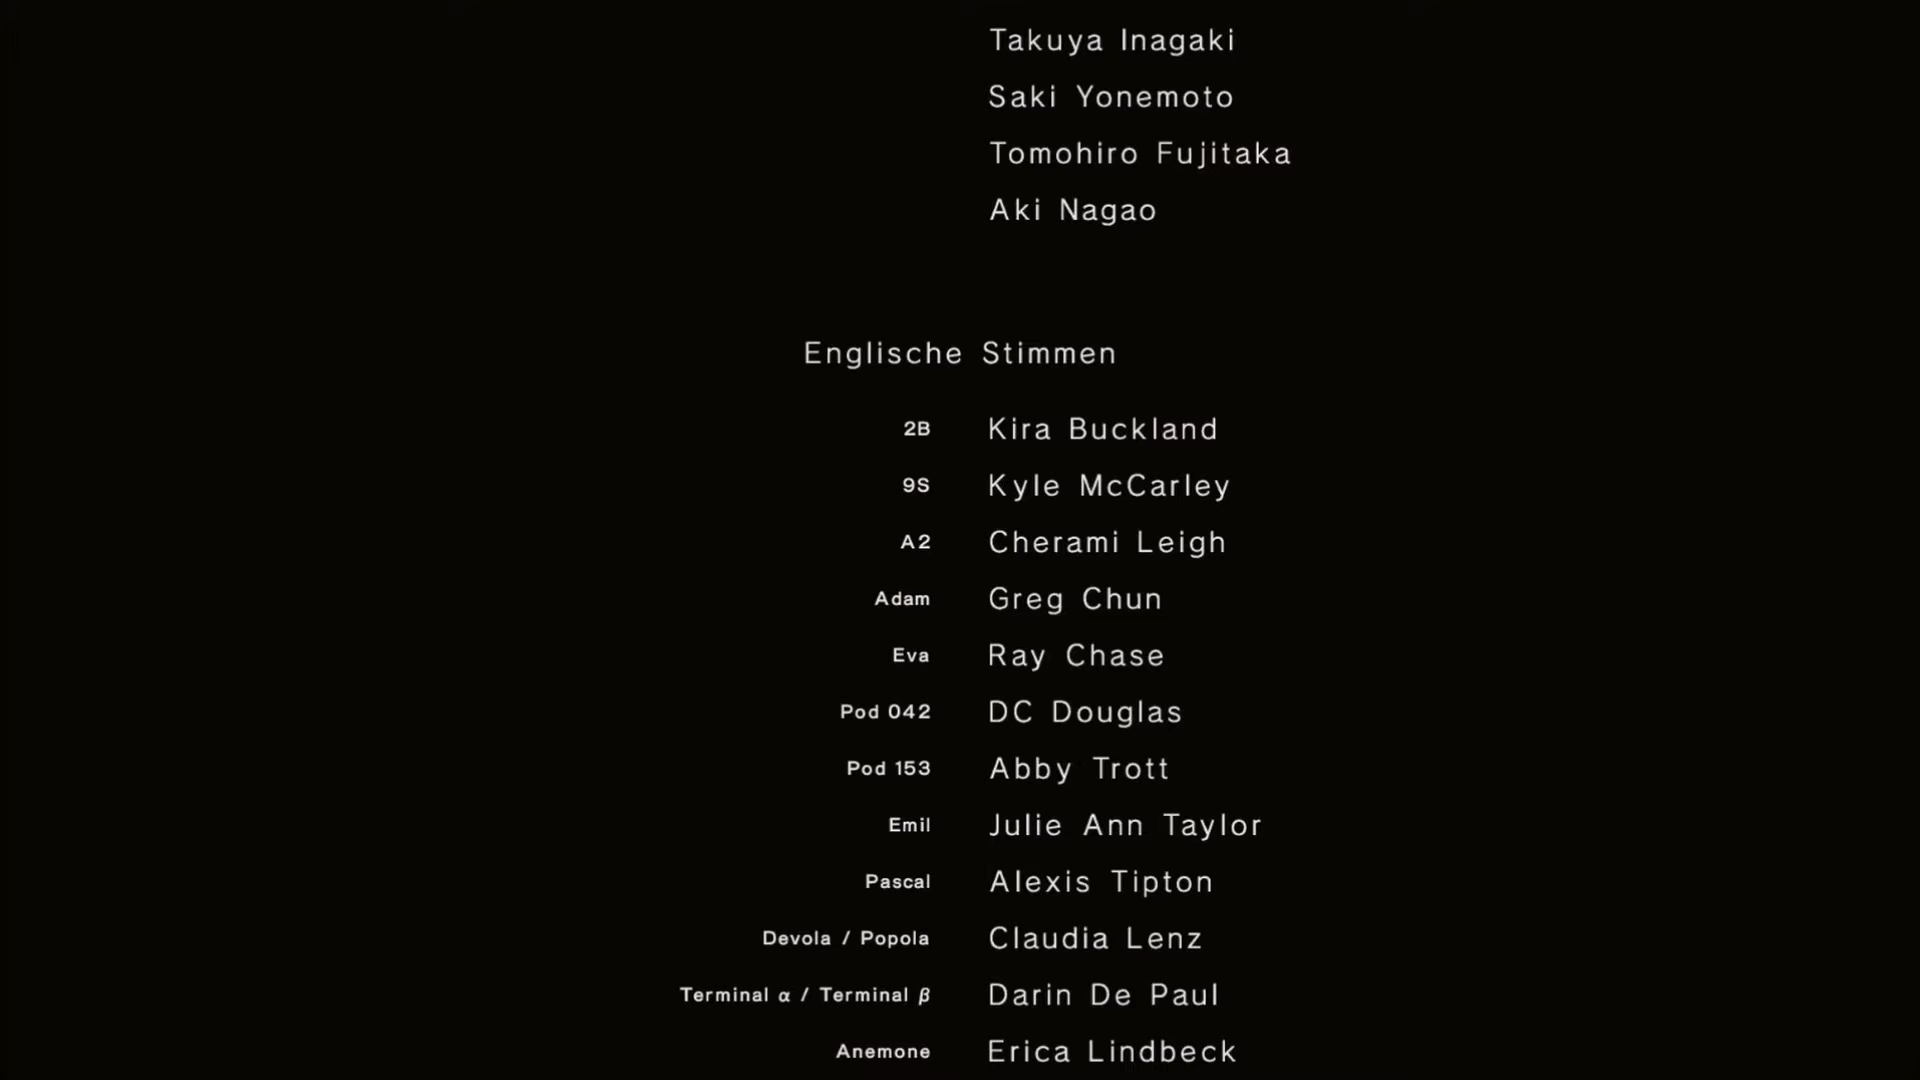 Takuya Inagaki
Saki Yonemoto
Tomohiro Fujitaka
Aki Nagao
Englische Stimmen
2B Kira Buckland
9S Kyle McCarley
A2 Cherami Leigh
Adam Greg Chun
Eva Ray Chase
Pod 042 DC Douglas
Pod 153 Abby Trott
Emil Julie Ann Taylor
Pascal Alexis Tipton
Devola / Popola Claudia Lenz
Terminal α / Terminal β Darin De Paul
Anemone Erica Lindbeck